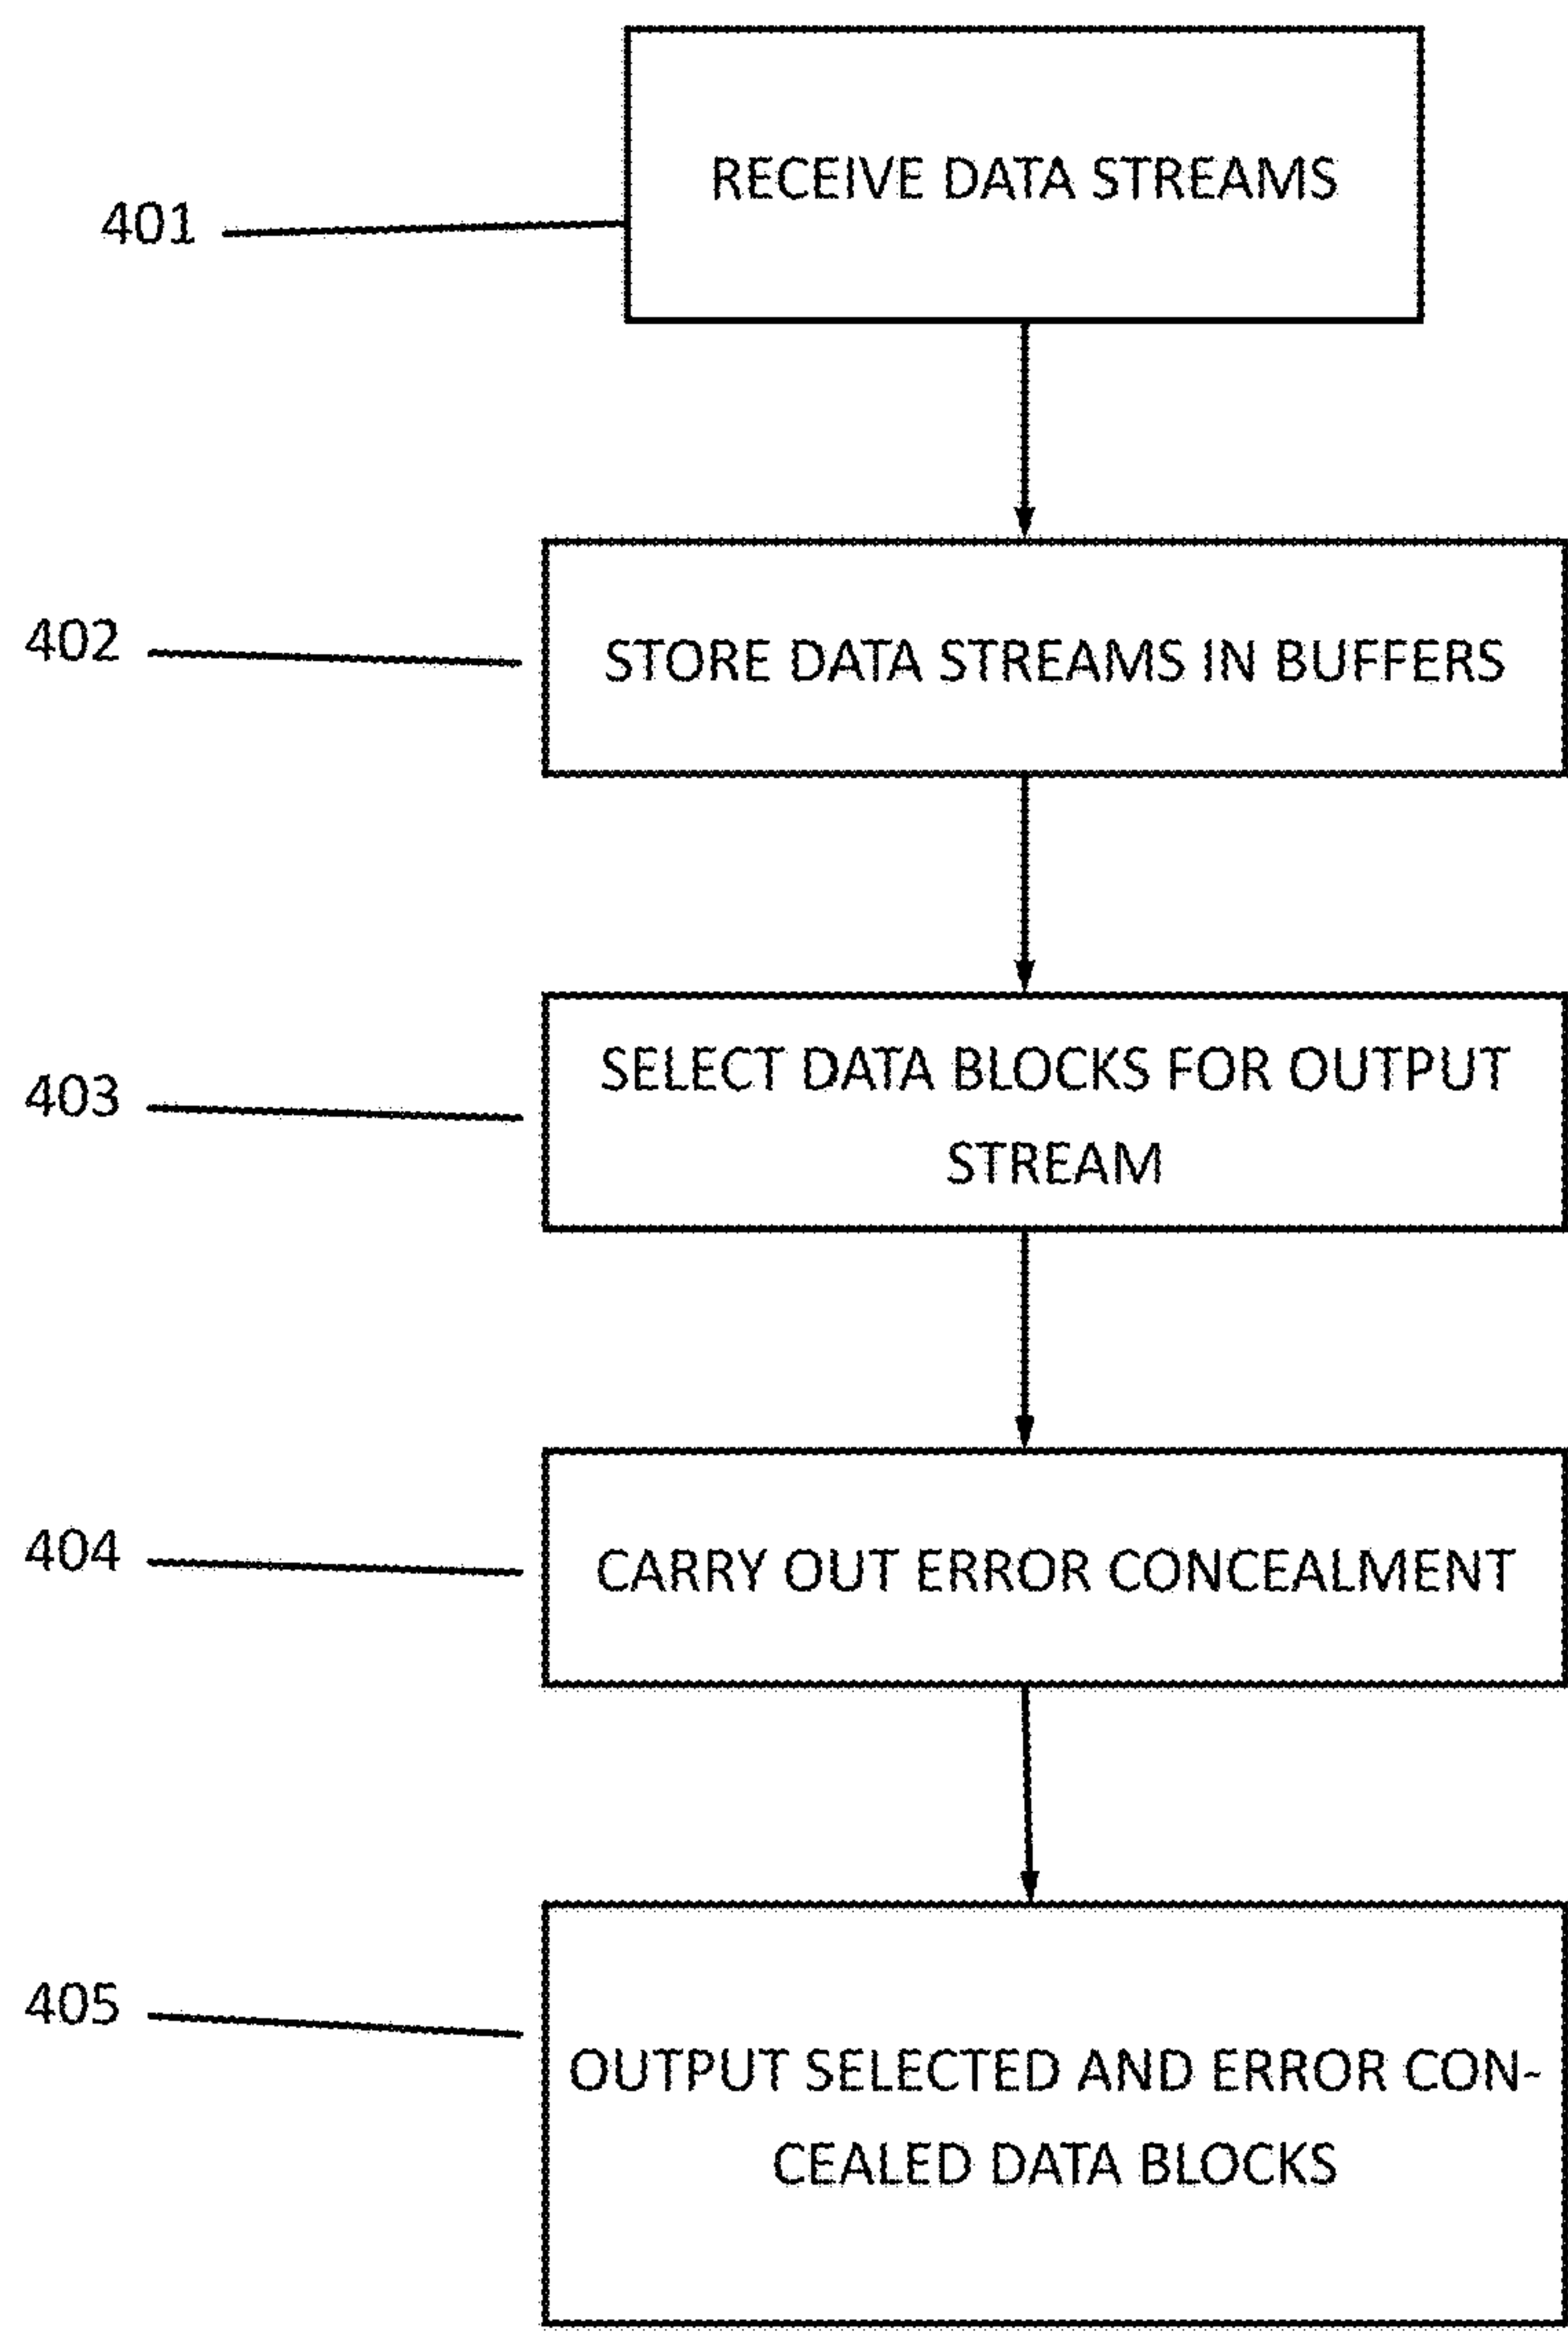 RECEIVE DATA STREAMS
401
402
STORE DATA STREAMS IN BUFFERS
SELECT DATA BLOCKS FOR OUTPUT
403
STREAM
404
CARRY OUT ERROR CONCEALMENT
405
OUTPUT SELECTED AND ERROR CON-
CEALED DATA BLOCKS